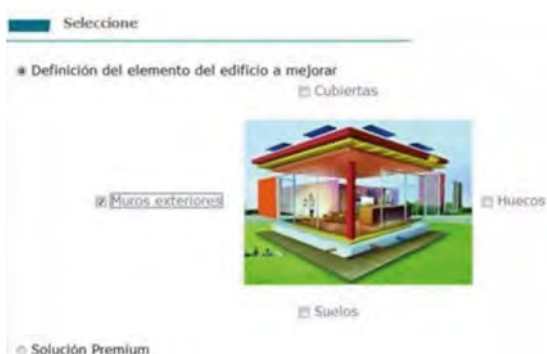 Seleccione
Definición del elemento del edificio a mejorar
Cubiertas
Muros exteriores
Huecos
Suelos
Solución Premium